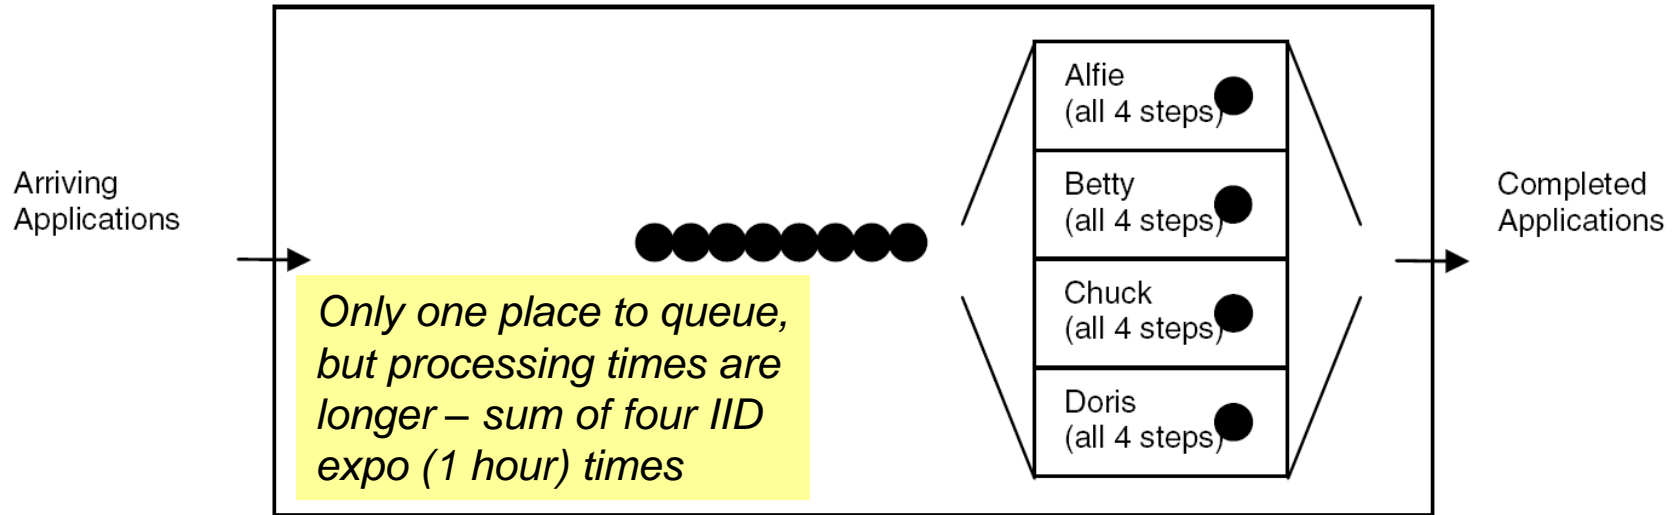 Arriving
Applications
Only one place to queue,
but processing times are
longer – sum of four IID
expo (1 hour) times
Alfie
(all 4 steps)
Betty
(all 4 steps)
Chuck
(all 4 steps)
Doris
(all 4 steps)
Completed
Applications